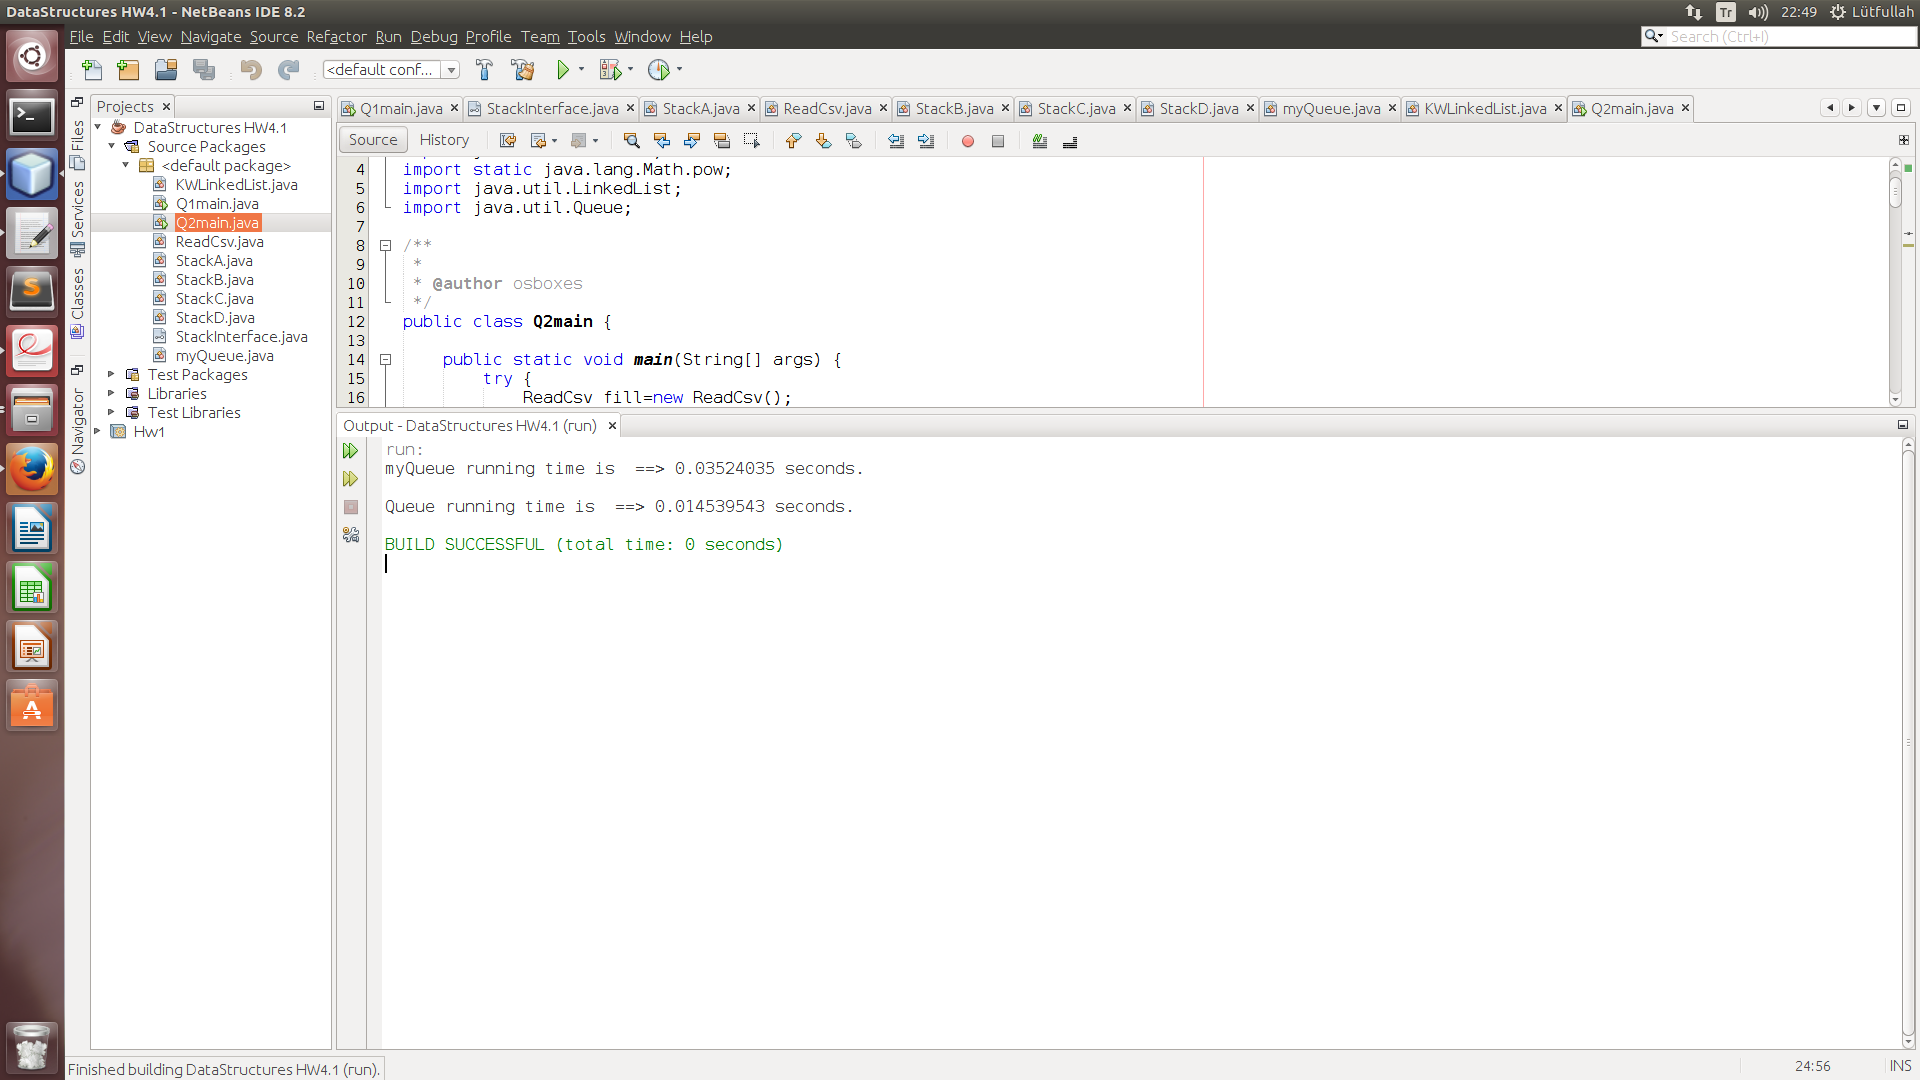 DataStructures HW4.1 - NetBeans IDE 8.2
Tr
22:49
Lütfullah
File Edit View Navigate Source Refactor Run Debug Profile Team Tools Window Help
Search (Ctrl+I)
<default conf...
Projects
Q1main.java
StackInterface.java
StackA.java
ReadCsv.java
StackB.java
StackC.java
StackD.java
myQueue.java
KWLinkedList.java
Q2main.java
Files
Services
Classes
Navigator
DataStructures HW4.1
Source Packages
<default package>
KWLinkedList.java
Q1main.java
Q2main.java
ReadCsv.java
StackA.java
StackB.java
StackC.java
StackD.java
StackInterface.java
myQueue.java
Test Packages
Libraries
Test Libraries
Hw1
Source History
4 import static java.lang.Math.pow;
5 import java.util.LinkedList;
6 import java.util.Queue;
7
8 /**
9 *
10 * @author osboxes
11 */
12 public class Q2main {
13
14 public static void main(String[] args) {
15 try {
16 ReadCsv fill=new ReadCsv();
Output - DataStructures HW4.1 (run)
run:
myQueue running time is  ==> 0.03524035 seconds.
Queue running time is  ==> 0.014539543 seconds.
BUILD SUCCESSFUL (total time: 0 seconds)
Finished building DataStructures HW4.1 (run).
24:56
INS